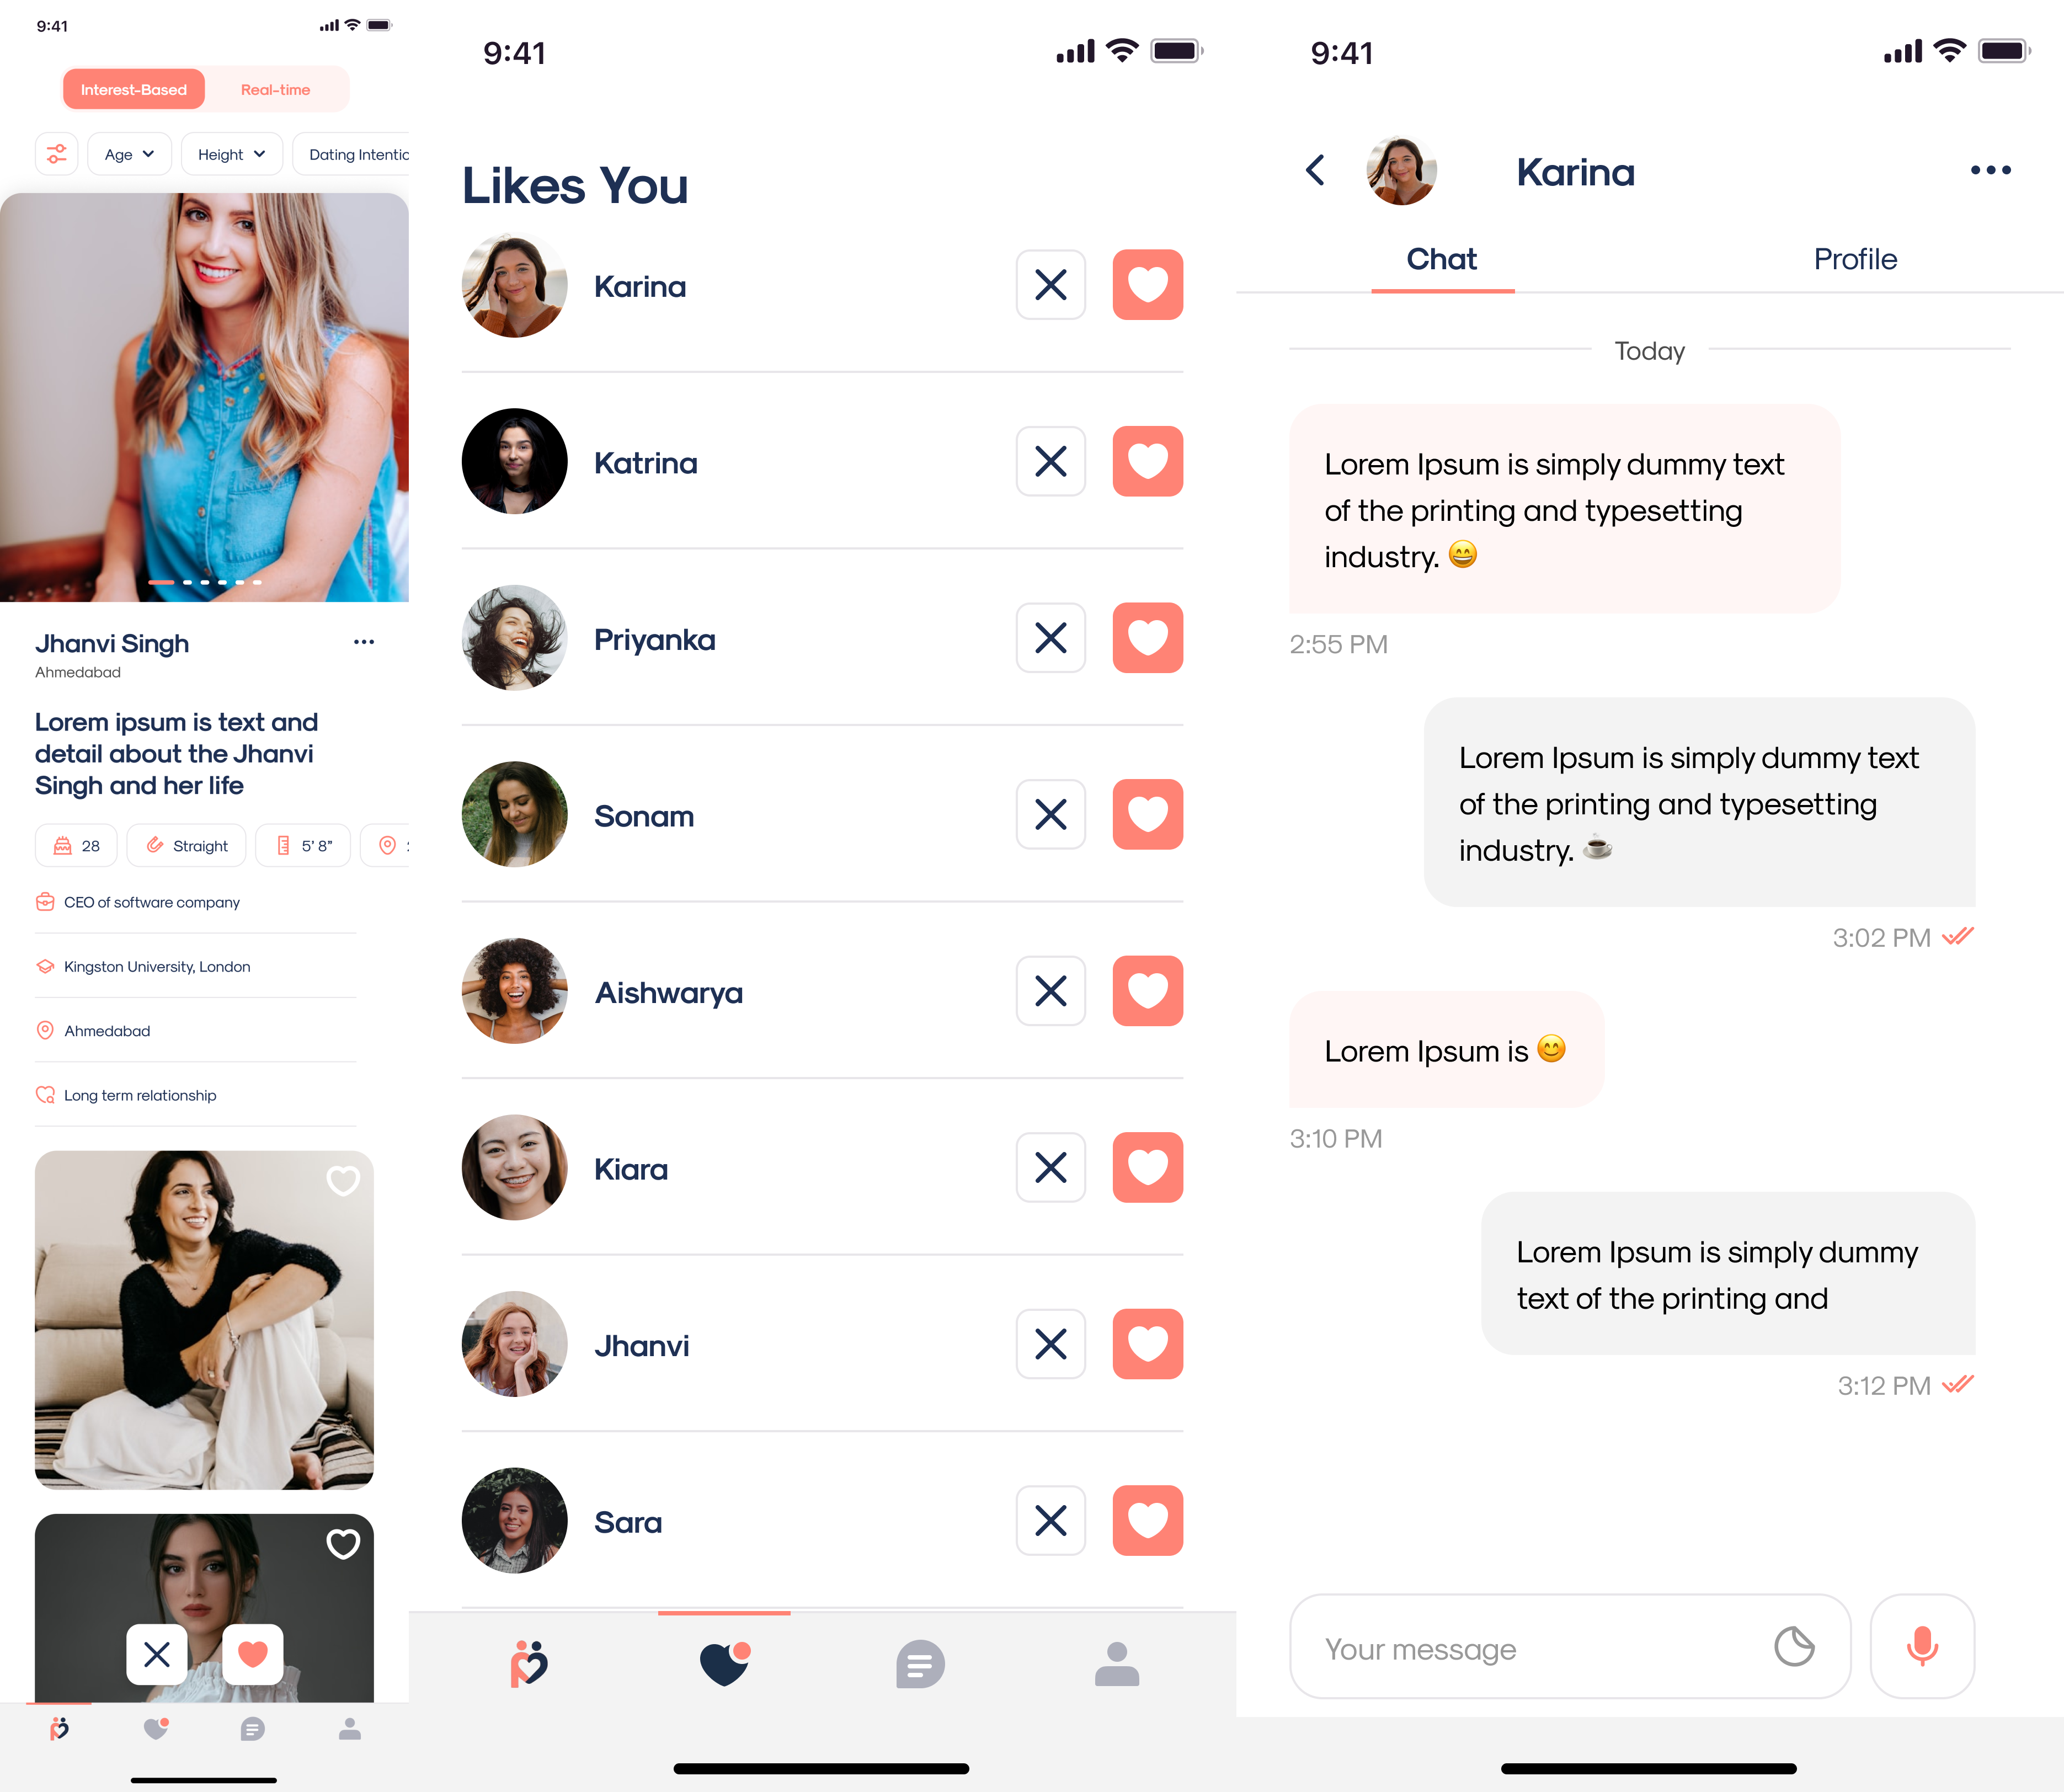 9:41
Interest-Based
Real-time
Age
Height
Dating Intentio
Jhanvi Singh
Ahmedabad
Lorem ipsum is text and
detail about the Jhanvi
Singh and her life
28
Straight
5' 8”
CEO of software company
Kingston University, London
Ahmedabad
Long term relationship
9:41
Likes You
Karina
Katrina
Priyanka
Sonam
Aishwarya
Kiara
Jhanvi
Sara
9:41
Karina
Chat
Profile
Today
Lorem Ipsum is simply dummy text
of the printing and typesetting
industry. 😄
2:55 PM
Lorem Ipsum is simply dummy text
of the printing and typesetting
industry. ☕
3:02 PM
Lorem Ipsum is 😊
3:10 PM
Lorem Ipsum is simply dummy
text of the printing and
3:12 PM
Your message